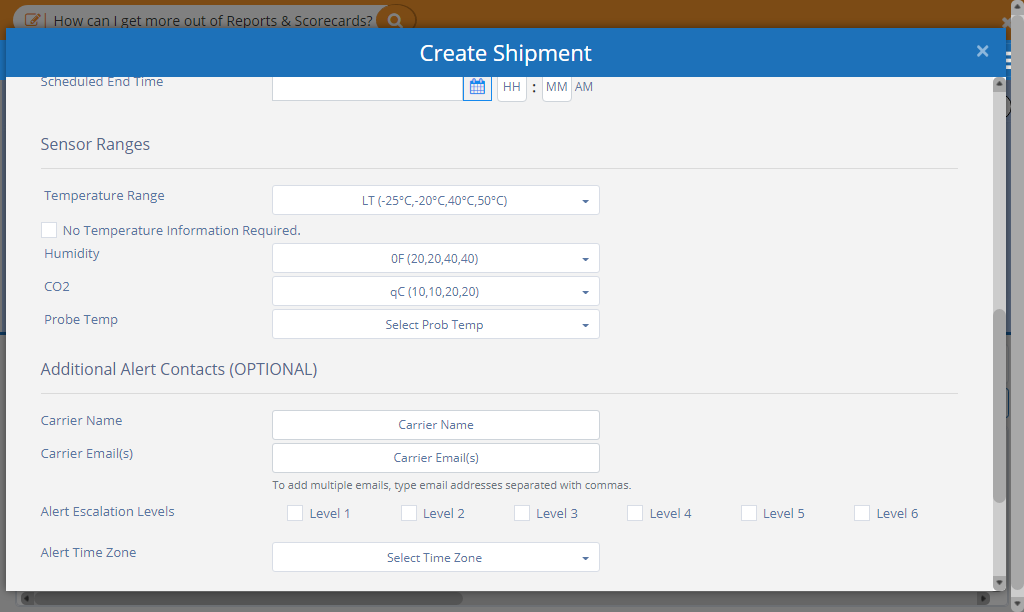 How can I get more out of Reports & Scorecards?
Create Shipment
×
Scheduled End Time
HH : MM AM
Sensor Ranges
Temperature Range
LT (-25°C,-20°C,40°C,50°C)
No Temperature Information Required.
Humidity
0F (20,20,40,40)
CO2
qC (10,10,20,20)
Probe Temp
Select Prob Temp
Additional Alert Contacts (OPTIONAL)
Carrier Name
Carrier Name
Carrier Email(s)
Carrier Email(s)
To add multiple emails, type email addresses separated with commas.
Alert Escalation Levels
Level 1 Level 2 Level 3 Level 4 Level 5 Level 6
Alert Time Zone
Select Time Zone